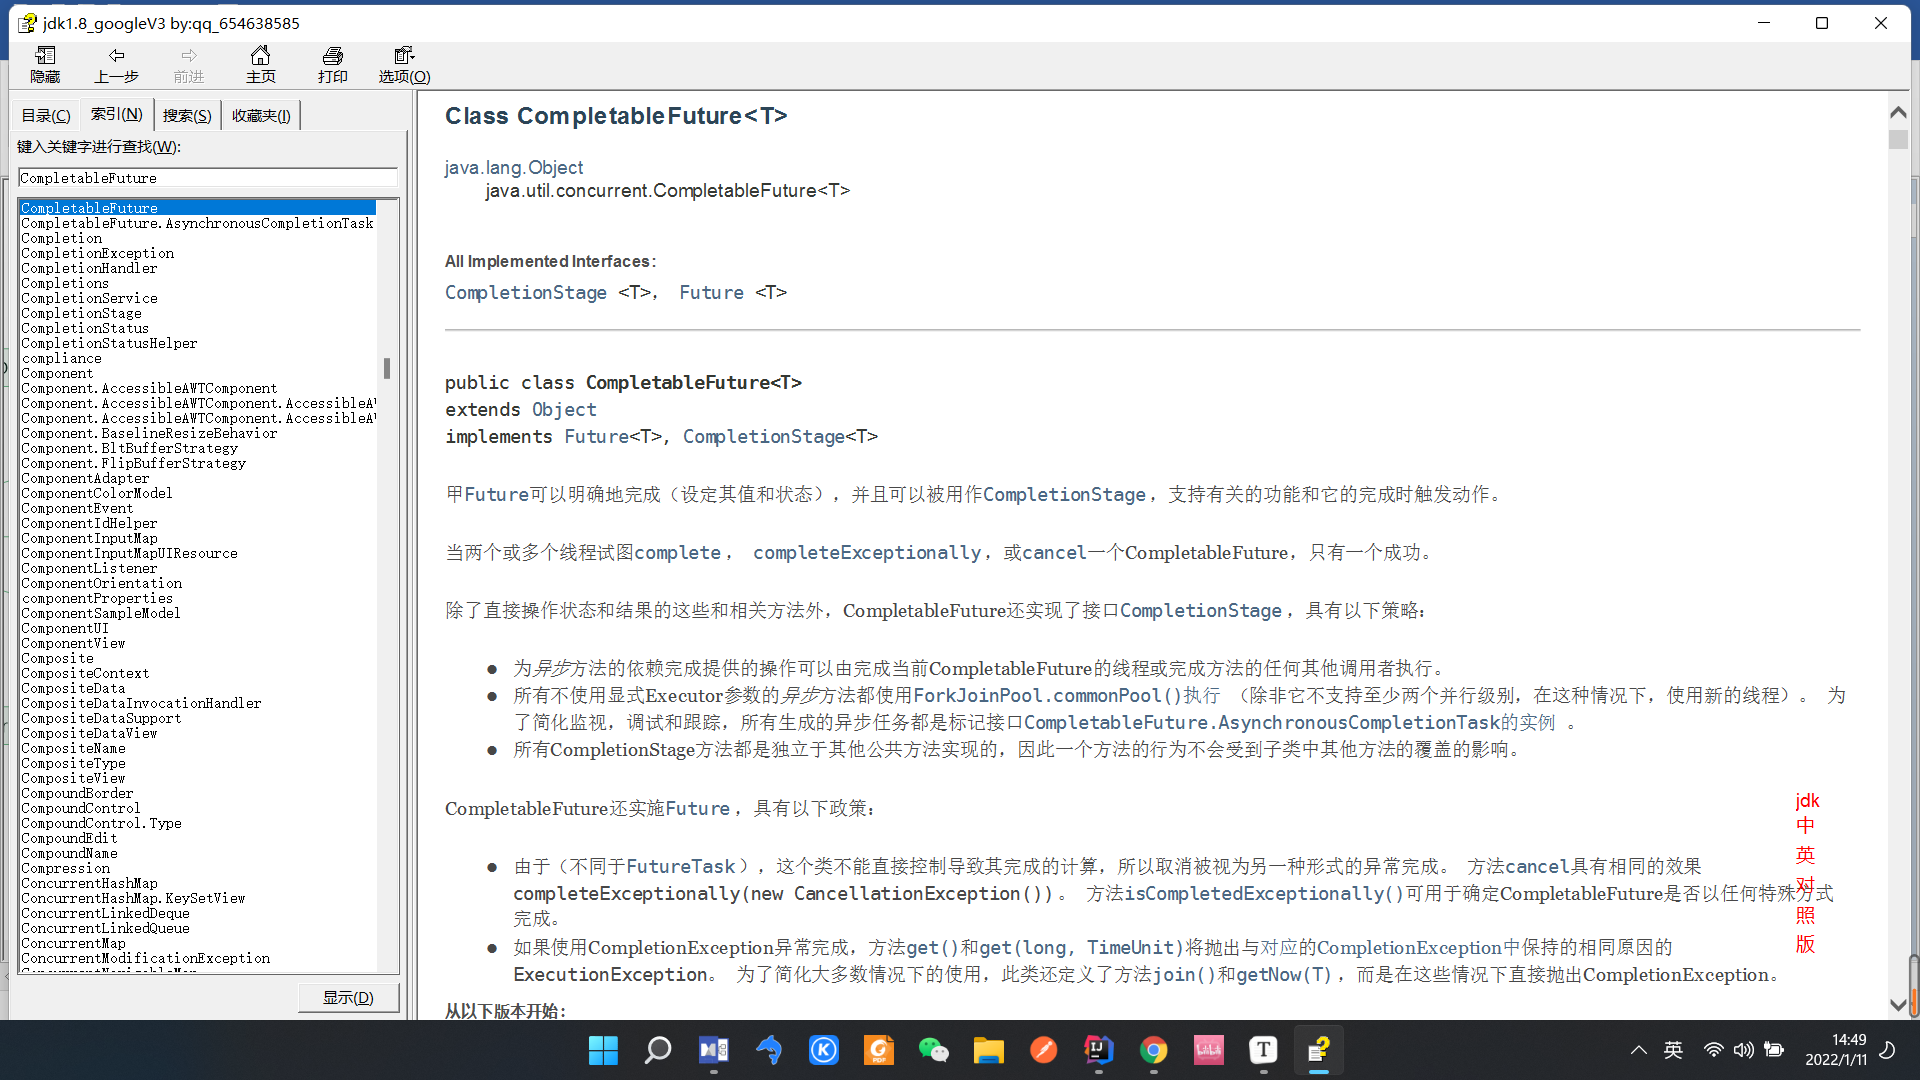 jdk1.8_googleV3 by:qq_654638585
隐藏 上一步 前进 主页 打印 选项(O)
目录(C) 索引(N) 搜索(S) 收藏夹(I)
键入关键字进行查找(W):
CompletableFuture
CompletableFuture
CompletableFuture.AsynchronousCompletionTask
Completion
CompletionException
CompletionHandler
Completions
CompletionService
CompletionStage
CompletionStatus
CompletionStatusHelper
compliance
Component
Component.AccessibleAWTComponent
Component.AccessibleAWTComponent.AccessibleA
Component.AccessibleAWTComponent.AccessibleA
Component.BaselineResizeBehavior
Component.BltBufferStrategy
Component.FlipBufferStrategy
ComponentAdapter
ComponentColorModel
ComponentEvent
ComponentIdHelper
ComponentInputMap
ComponentInputMapUIResource
ComponentListener
ComponentOrientation
componentProperties
ComponentSampleModel
ComponentUI
ComponentView
Composite
CompositeContext
CompositeData
CompositeDataInvocationHandler
CompositeDataSupport
CompositeDataView
CompositeName
CompositeType
CompositeView
CompoundBorder
CompoundControl
CompoundControl.Type
CompoundEdit
CompoundName
Compression
ConcurrentHashMap
ConcurrentHashMap.KeySetView
ConcurrentLinkedDeque
ConcurrentLinkedQueue
ConcurrentMap
ConcurrentModificationException
显示(D)
Class CompletableFuture<T>
java.lang.Object
java.util.concurrent.CompletableFuture<T>
All Implemented Interfaces:
CompletionStage <T>, Future <T>
public class CompletableFuture<T>
extends Object
implements Future<T>, CompletionStage<T>
甲Future可以明确地完成（设定其值和状态），并且可以被用作CompletionStage，支持有关的功能和它的完成时触发动作。
当两个或多个线程试图complete， completeExceptionally，或cancel一个CompletableFuture，只有一个成功。
除了直接操作状态和结果的这些和相关方法外，CompletableFuture还实现了接口CompletionStage，具有以下策略：
● 为异步方法的依赖完成提供的操作可以由完成当前CompletableFuture的线程或完成方法的任何其他调用者执行。
● 所有不使用显式Executor参数的异步方法都使用ForkJoinPool.commonPool()执行 （除非它不支持至少两个并行级别，在这种情况下，使用新的线程）。 为
了简化监视，调试和跟踪，所有生成的异步任务都是标记接口CompletableFuture.AsynchronousCompletionTask的实例 。
● 所有CompletionStage方法都是独立于其他公共方法实现的，因此一个方法的行为不会受到子类中其他方法的覆盖的影响。
CompletableFuture还实施Future，具有以下政策：
● 由于（不同于FutureTask），这个类不能直接控制导致其完成的计算，所以取消被视为另一种形式的异常完成。 方法cancel具有相同的效果
completeExceptionally(new CancellationException())。 方法isCompletedExceptionally()可用于确定CompletableFuture是否以任何特殊方式
完成。
● 如果使用CompletionException异常完成，方法get()和get(long, TimeUnit)将抛出与对应的CompletionException中保持的相同原因的
ExecutionException。 为了简化大多数情况下的使用，此类还定义了方法join()和getNow(T)，而是在这些情况下直接抛出CompletionException。
从以下版本开始：
jdk
中
英
对
照
版
英
14:49
2022/1/11